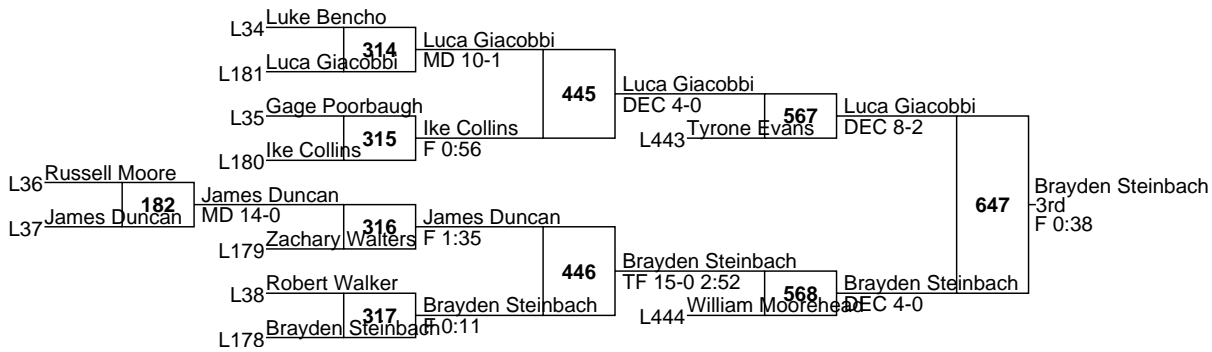 Luke Bencho
L34
314
Luca Giacobbi
MD 10-1
Luca Giacobbi
L181
445
Luca Giacobbi
DEC 4-0
Gage Poorbaugh
L35
315
Ike Collins
F 0:56
Ike Collins
L180
567
Luca Giacobbi
DEC 8-2
Tyrone Evans
L443
Russell Moore
L36
182
James Duncan
MD 14-0
James Duncan
L37
316
James Duncan
F 1:35
Zachary Walters
L179
446
Brayden Steinbach
TF 15-0 2:52
Robert Walker
L38
317
Brayden Steinbach
F 0:11
Brayden Steinbach
L178
568
Brayden Steinbach
DEC 4-0
William Moorehead
L444
647
Brayden Steinbach
3rd
F 0:38